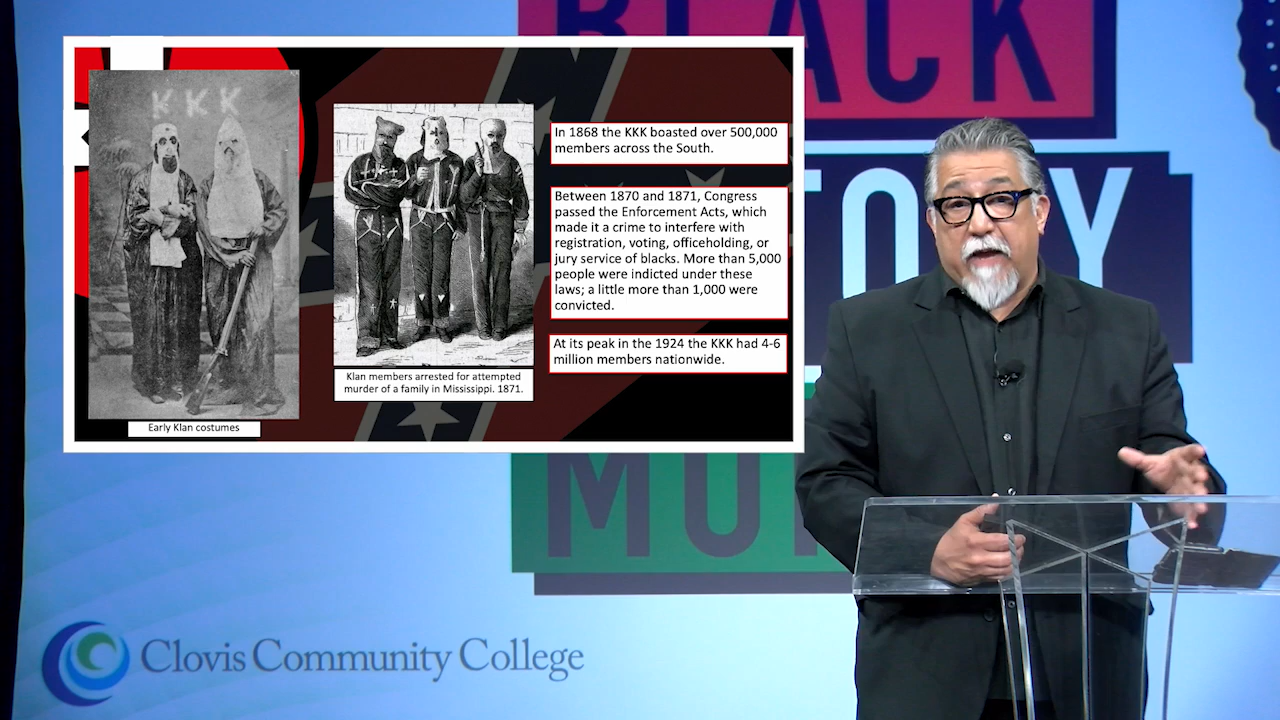 BLACK
TORY
MO
K K K
Early Klan costumes
Klan members arrested for attempted
murder of a family in Mississippi. 1871.
In 1868 the KKK boasted over 500,000
members across the South.
Between 1870 and 1871, Congress
passed the Enforcement Acts, which
made it a crime to interfere with
registration, voting, officeholding, or
jury service of blacks. More than 5,000
people were indicted under these
laws; a little more than 1,000 were
convicted.
At its peak in the 1924 the KKK had 4-6
million members nationwide.
Clovis Community College